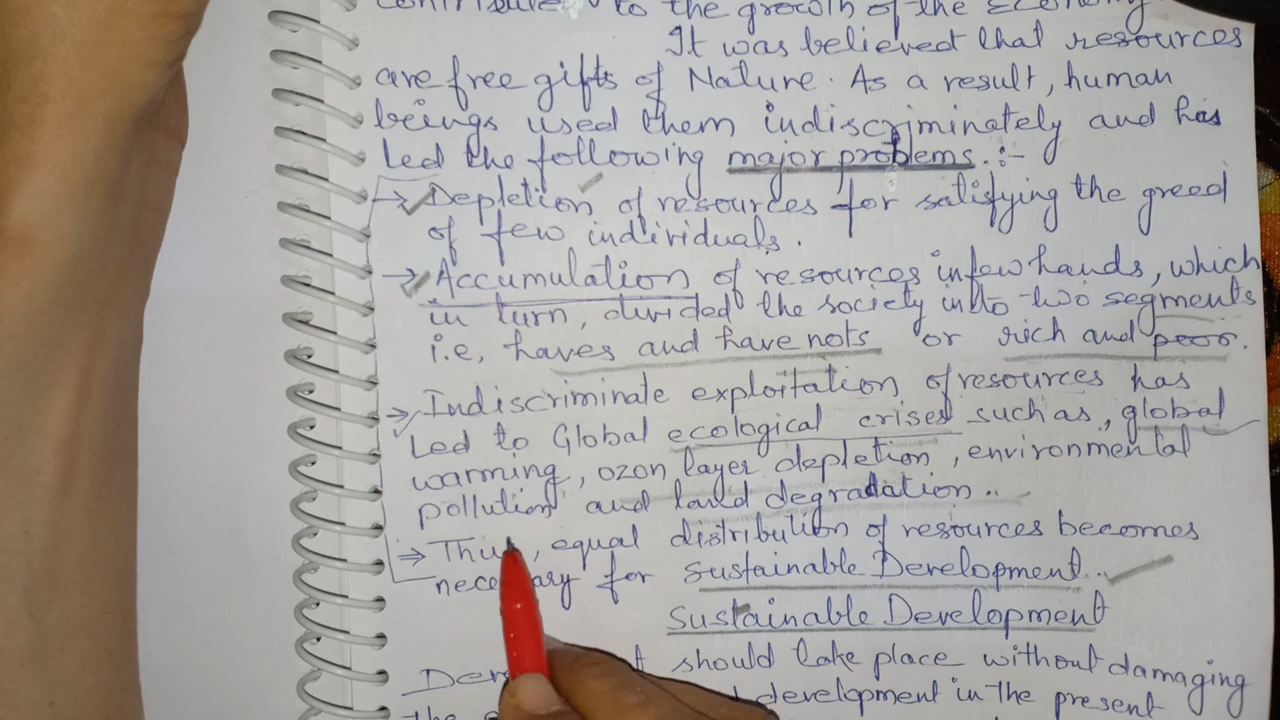 to the growth of the Economy
It was believed that resources
are free gifts of Nature. As a result, human
beings used them indiscriminately and has
Led the following major problems :-
→ Depletion of resources for satisfying the greed
of few individuals.
→ Accumulation of resources in few hands, which
in turn, divided the society into two segments
i.e, haves and have nots or rich and poor.
→ Indiscriminate exploitation of resources has
Led to Global ecological crises such as, global
warming, ozon layer depletion, environmental
pollution and land degradation..
⇒ Thus, equal distribution of resources becomes
necessary for sustainable Development.
Sustainable Development
should take place without damaging
the development in the present